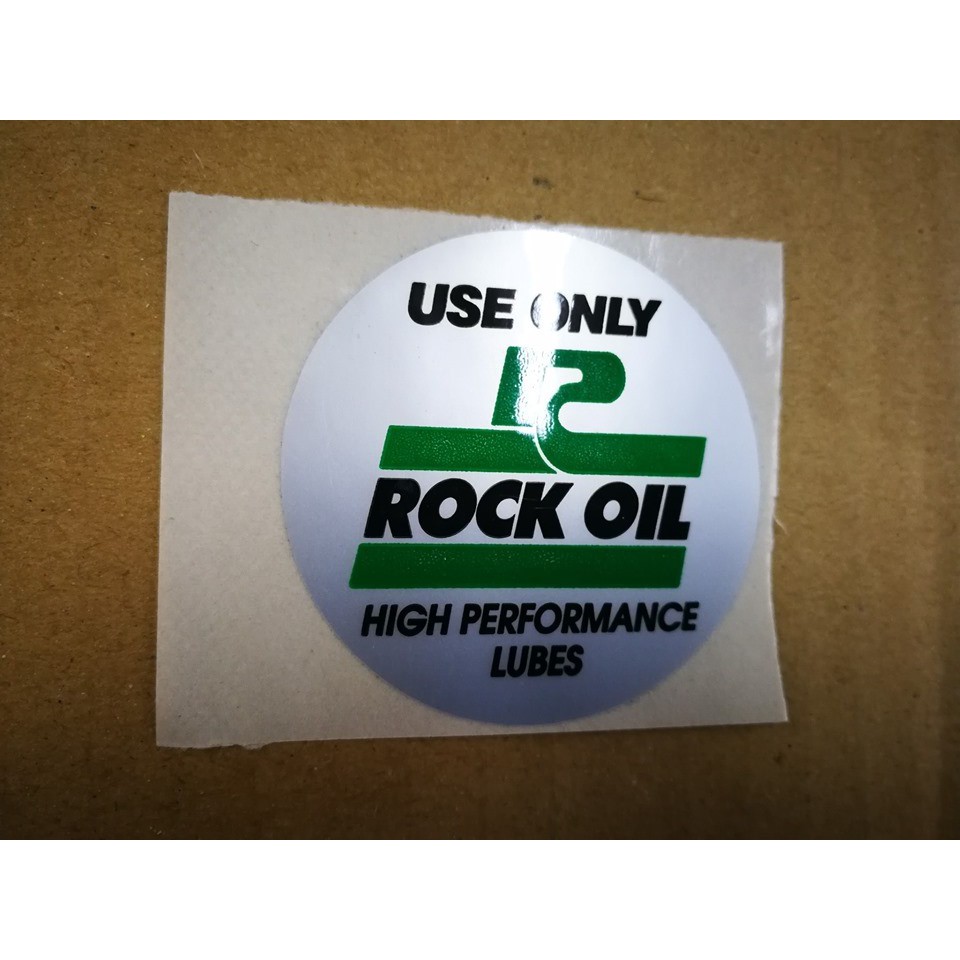 USE ONLY
ROCK OIL
HIGH PERFORMANCE
LUBES